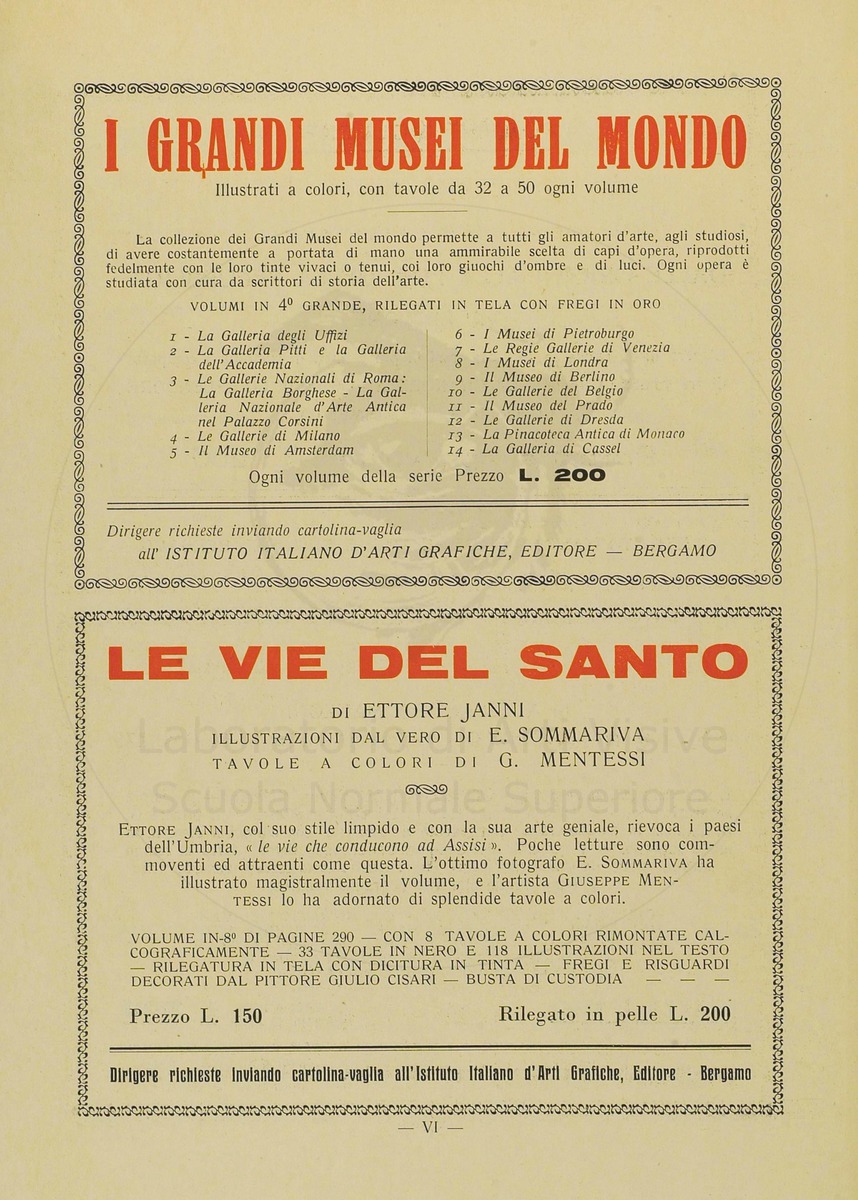 I GRANDI MUSEI DEL MONDO
Illustrati a colori, con tavole da 32 a 50 ogni volume
La collezione dei Grandi Musei del mondo permette a tutti gli amatori d'arte, agli studiosi,
di avere costantemente a portata di mano una ammirabile scelta di capi d'opera, riprodotti
fedelmente con le loro tinte vivaci o tenui, coi loro giuochi d'ombre e di luci. Ogni opera è
studiata con cura da scrittori di storia dell'arte.
VOLUMI IN 4º GRANDE, RILEGATI IN TELA CON FREGI IN ORO
1 - La Galleria degli Uffizi
2 - La Galleria Pitti e la Galleria
dell'Accademia
3 - Le Gallerie Nazionali di Roma:
La Galleria Borghese - La Gal-
leria Nazionale d'Arte Antica
nel Palazzo Corsini
4 - Le Gallerie di Milano
5 - Il Museo di Amsterdam
6 - I Musei di Pietroburgo
7 - Le Regie Gallerie di Venezia
8 - I Musei di Londra
9 - Il Museo di Berlino
10 - Le Gallerie del Belgio
11 - Il Museo del Prado
12 - Le Gallerie di Dresda
13 - La Pinacoteca Antica di Monaco
14 - La Galleria di Cassel
Ogni volume della serie Prezzo L. 200
Dirigere richieste inviando cartolina-vaglia
all' ISTITUTO ITALIANO D'ARTI GRAFICHE, EDITORE — BERGAMO
LE VIE DEL SANTO
DI ETTORE JANNI
ILLUSTRAZIONI DAL VERO DI E. SOMMARIVA
TAVOLE A COLORI DI G. MENTESSI
ETTORE JANNI, col suo stile limpido e con la sua arte geniale, rievoca i paesi
dell'Umbria, « le vie che conducono ad Assisi ». Poche letture sono com-
moventi ed attraenti come questa. L'ottimo fotografo E. SOMMARIVA ha
illustrato magistralmente il volume, e l'artista GIUSEPPE MEN-
TESSI lo ha adornato di splendide tavole a colori.
VOLUME IN-8º DI PAGINE 290 — CON 8 TAVOLE A COLORI RIMONTATE CAL-
COGRAFICAMENTE — 33 TAVOLE IN NERO E 118 ILLUSTRAZIONI NEL TESTO
— RILEGATURA IN TELA CON DICITURA IN TINTA — FREGI E RISGUARDI
DECORATI DAL PITTORE GIULIO CISARI — BUSTA DI CUSTODIA — — —
Prezzo L. 150 Rilegato in pelle L. 200
Dirigere richieste inviando cartolina-vaglia all'Istituto Italiano d'Arti Grafiche, Editore - Bergamo
— VI —